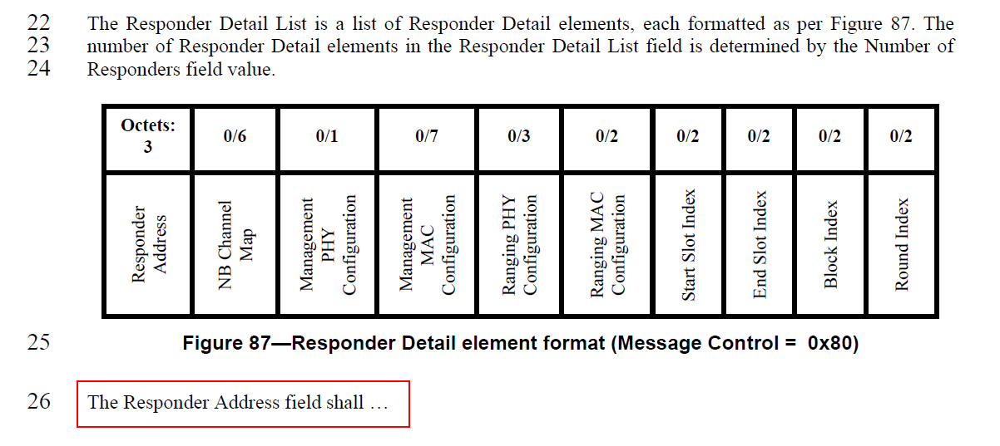 22 The Responder Detail List is a list of Responder Detail elements, each formatted as per Figure 87. The
23 number of Responder Detail elements in the Responder Detail List field is determined by the Number of
24 Responders field value.
Octets: 3 0/6 0/1 0/7 0/3 0/2 0/2 0/2 0/2 0/2
Responder
Address
NB Channel
Map
Management
PHY
Configuration
Management
MAC
Configuration
Ranging PHY
Configuration
Ranging MAC
Configuration
Start Slot Index
End Slot Index
Block Index
Round Index
25 Figure 87—Responder Detail element format (Message Control = 0x80)
26 The Responder Address field shall …